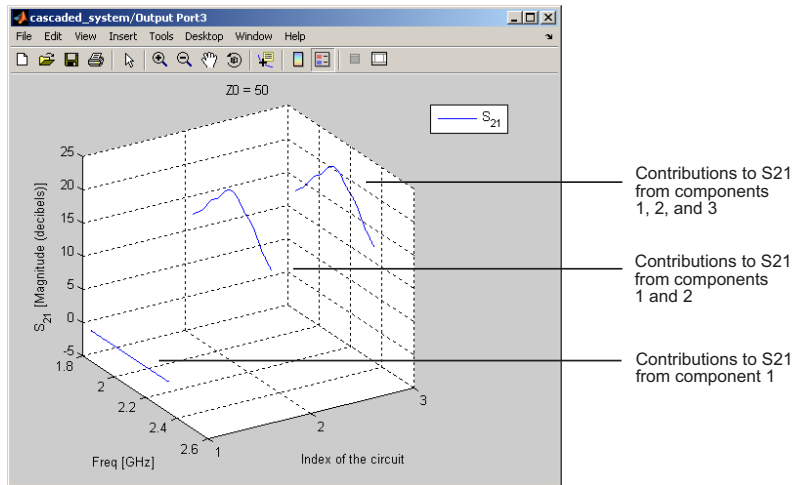 cascaded_system/Output Port3
File Edit View Insert Tools Desktop Window Help
Z0 = 50
S21
25
20
15
10
5
0
-5
S21 [Magnitude (decibels)]
1.8
2
2.2
2.4
2.6
Freq [GHz]
1
2
3
Index of the circuit
Contributions to S21
from components
1, 2, and 3
Contributions to S21
from components
1 and 2
Contributions to S21
from component 1